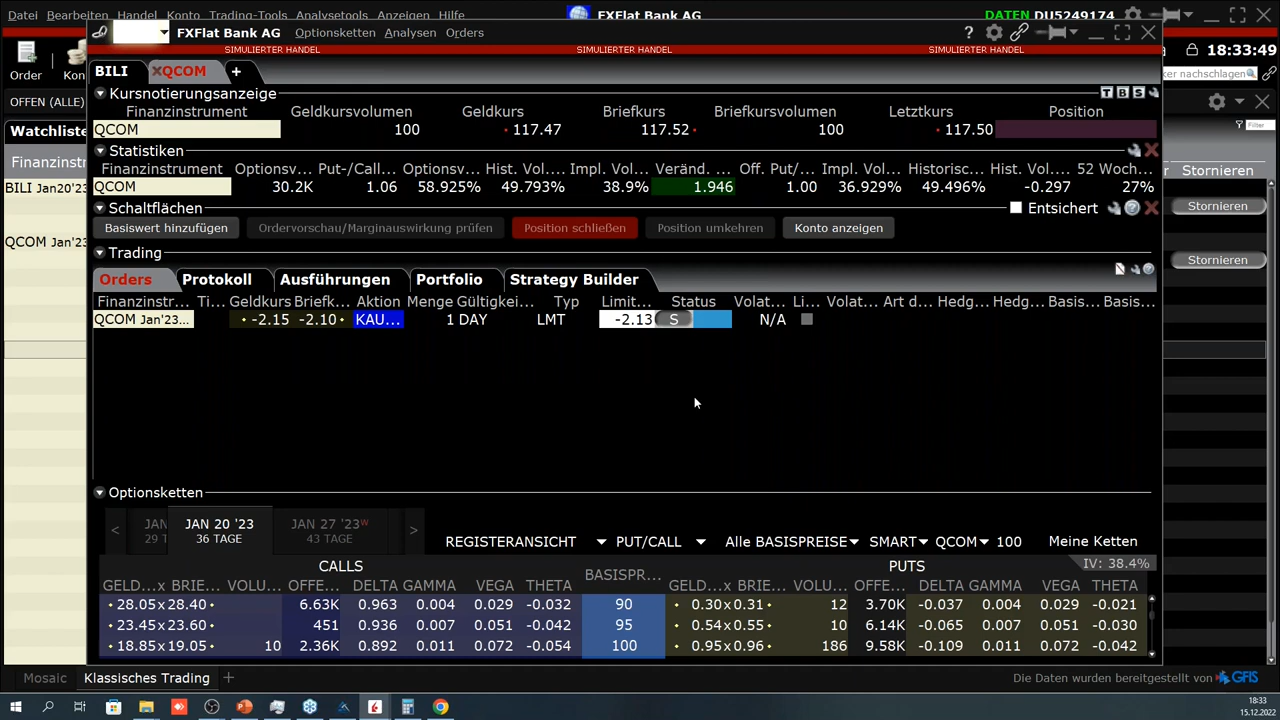 Datei Bearbeiten Handel Konto Trading-Tools Analysetools Anzeigen Hilfe FXFlat Bank AG DATEN DU5249174
FXFlat Bank AG Optionsketten Analysen Orders ?
SIMULIERTER HANDEL SIMULIERTER HANDEL SIMULIERTER HANDEL
Order Kon 18:33:49
BILI QCOM +
ker nachschlagen
OFFEN (ALLE) Kursnotierungsanzeige T B S
Finanzinstrument Geldkursvolumen Geldkurs Briefkurs Briefkursvolumen Letztkurs Position
Watchliste QCOM 100 117.47 117.52 100 117.50 Filter
Statistiken
Finanzinstr Finanzinstrument Optionsv... Put-/Call... Optionsv... Hist. Vol.... Impl. Vol... Veränd. ... Off. Put/... Impl. Vol... Historisc... Hist. Vol.... 52 Woch... r Stornieren
BILI Jan20'23 QCOM 30.2K 1.06 58.925% 49.793% 38.9% 1.946 1.00 36.929% 49.496% -0.297 27%
Schaltflächen Entsichert Stornieren
Basiswert hinzufügen Ordervorschau/Marginauswirkung prüfen Position schließen Position umkehren Konto anzeigen
QCOM Jan'23
Trading Stornieren
Orders Protokoll Ausführungen Portfolio Strategy Builder
Finanzinstr... Ti... Geldkurs Briefk... Aktion Menge Gültigkei... Typ Limit... Status Volat... Li... Volat... Art d... Hedg... Hedg... Basis... Basis...
QCOM Jan'23... -2.15 -2.10 KAU... 1 DAY LMT -2.13 S N/A
Optionsketten
< JAN 29 T JAN 20 '23 36 TAGE JAN 27 '23W 43 TAGE >
REGISTERANSICHT PUT/CALL Alle BASISPREISE SMART QCOM 100 Meine Ketten
CALLS PUTS IV: 38.4%
GELD...x BRIE... VOLU... OFFE... DELTA GAMMA VEGA THETA BASISPR... GELD...x BRIE... VOLU... OFFE... DELTA GAMMA VEGA THETA
28.05x28.40 6.63K 0.963 0.004 0.029 -0.032 90 0.30x0.31 12 3.70K -0.037 0.004 0.029 -0.021
23.45x23.60 451 0.936 0.007 0.051 -0.042 95 0.54x0.55 10 6.14K -0.065 0.007 0.051 -0.030
18.85x19.05 10 2.36K 0.892 0.011 0.072 -0.054 100 0.95x0.96 186 9.58K -0.109 0.011 0.072 -0.042
Mosaic Klassisches Trading + Die Daten wurden bereitgestellt von GFIS
18:33
15.12.2022